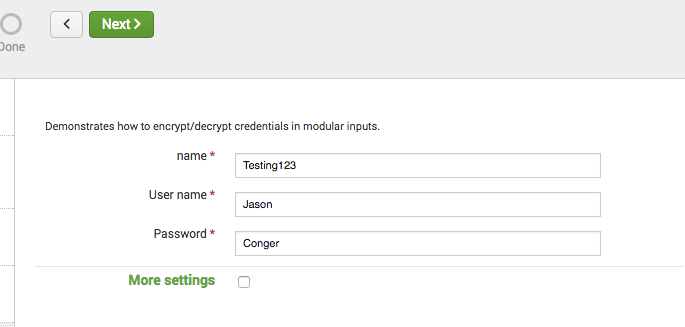 Next >
Done
Demonstrates how to encrypt/decrypt credentials in modular inputs.
name * Testing123
User name * Jason
Password * Conger
More settings